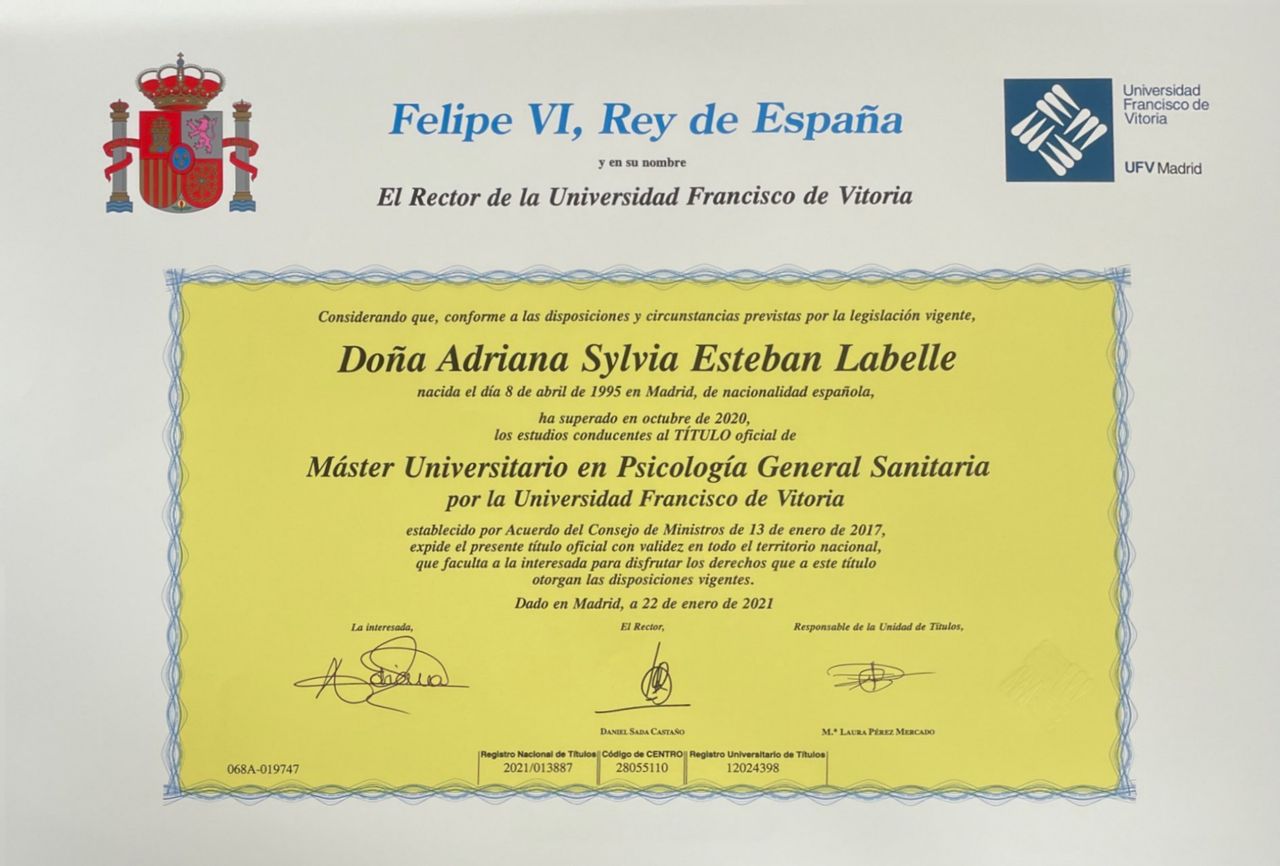 Felipe VI, Rey de España
Universidad
Francisco de
Vitoria
UFV Madrid
y en su nombre
El Rector de la Universidad Francisco de Vitoria
Considerando que, conforme a las disposiciones y circunstancias previstas por la legislación vigente,
Doña Adriana Sylvia Esteban Labelle
nacida el día 8 de abril de 1995 en Madrid, de nacionalidad española,
ha superado en octubre de 2020,
los estudios conducentes al TÍTULO oficial de
Máster Universitario en Psicología General Sanitaria
por la Universidad Francisco de Vitoria
establecido por Acuerdo del Consejo de Ministros de 13 de enero de 2017,
expide el presente título oficial con validez en todo el territorio nacional,
que faculta a la interesada para disfrutar los derechos que a este título
otorgan las disposiciones vigentes.
Dado en Madrid, a 22 de enero de 2021
La interesada, El Rector, Responsable de la Unidad de Títulos,
Adriana
DANIEL SADA CASTAÑO M.ª LAURA PÉREZ MERCADO
Registro Nacional de Títulos Código de CENTRO Registro Universitario de Títulos
068A-019747 2021/013887 28055110 12024398